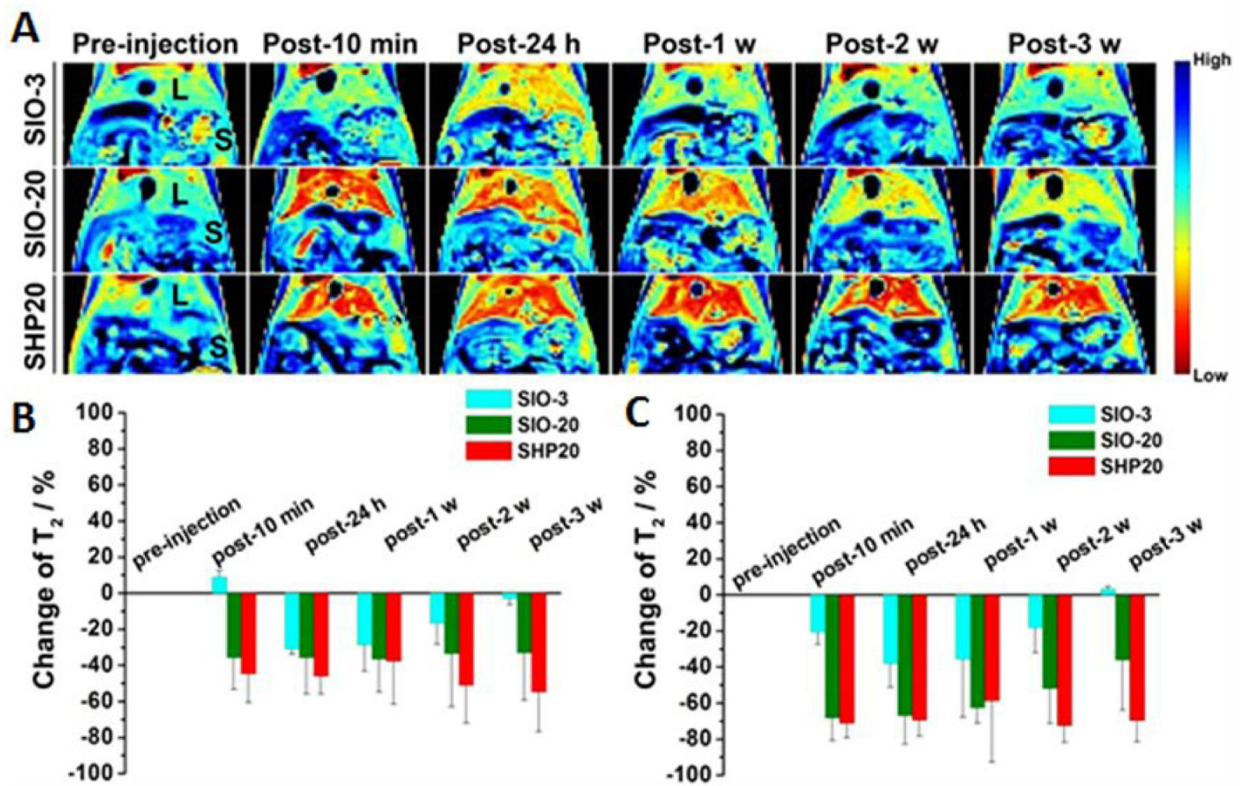 A
Pre-injection Post-10 min Post-24 h Post-1 w Post-2 w Post-3 w
SIO-3
L
S
SIO-20
L
S
SHP20
L
S
High
Low
B
SIO-3
SIO-20
SHP20
Change of T2 / %
100
80
60
40
20
0
-20
-40
-60
-80
-100
pre-injection
post-10 min
post-24 h
post-1 w
post-2 w
post-3 w
C
SIO-3
SIO-20
SHP20
Change of T2 / %
100
80
60
40
20
0
-20
-40
-60
-80
-100
pre-injection
post-10 min
post-24 h
post-1 w
post-2 w
post-3 w